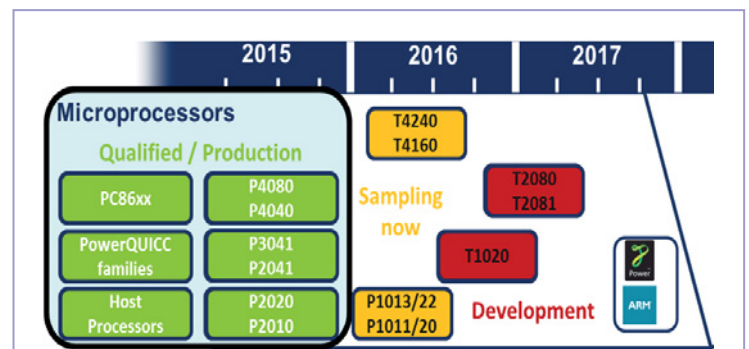 2015 2016 2017
Microprocessors
Qualified / Production
PC86xx
P4080
P4040
PowerQUICC
families
P3041
P2041
Host
Processors
P2020
P2010
T4240
T4160
Sampling
now
T2080
T2081
T1020
P1013/22
P1011/20
Development
Power
ARM